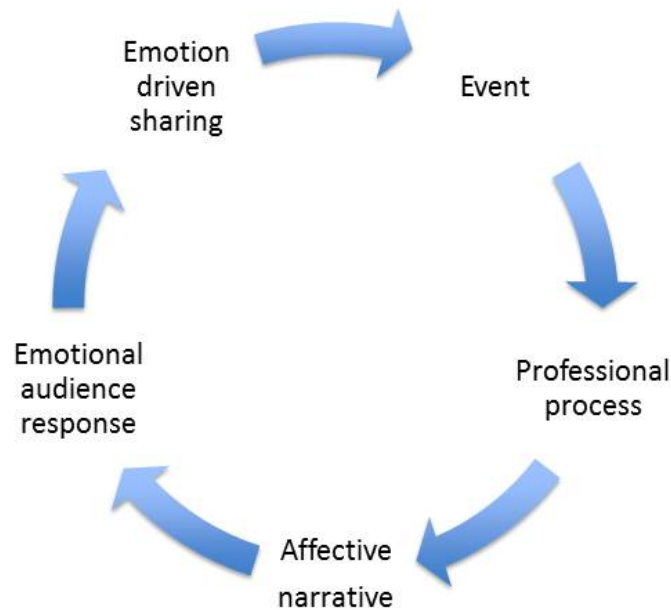 Emotion
driven
sharing
Event
Professional
process
Affective
narrative
Emotional
audience
response